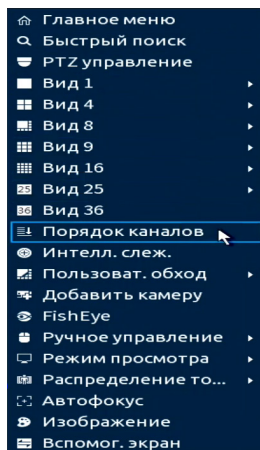 Главное меню
Быстрый поиск
PTZ управление
Вид 1
Вид 4
Вид 8
Вид 9
Вид 16
25 Вид 25
36 Вид 36
Порядок каналов
Интелл. слеж.
Пользоват. обход
Добавить камеру
FishEye
Ручное управление
Режим просмотра
Распределение то...
Автофокус
Изображение
Вспомог. экран